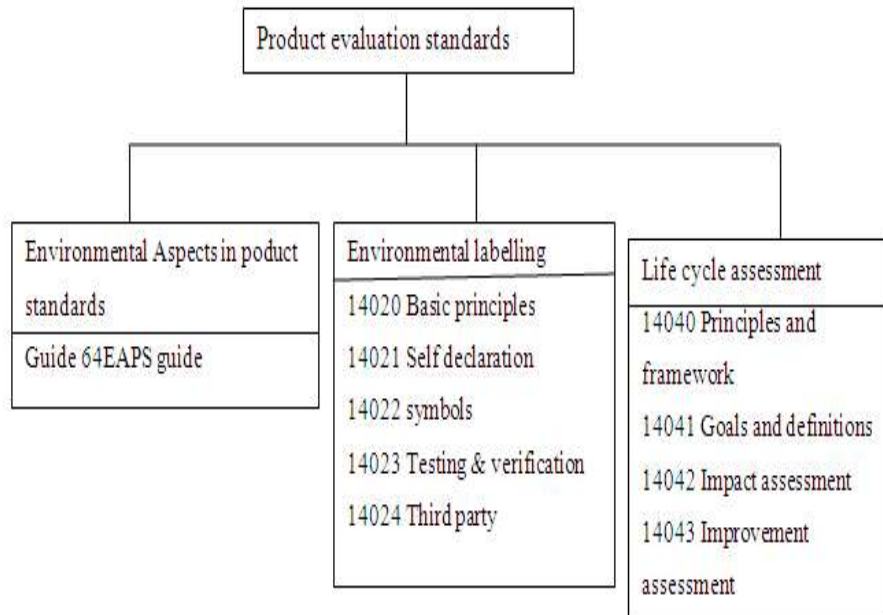 Product evaluation standards
Environmental Aspects in poduct
standards
Guide 64EAPS guide
Environmental labelling
14020 Basic principles
14021 Self declaration
14022 symbols
14023 Testing & verification
14024 Third party
Life cycle assessment
14040 Principles and
framework
14041 Goals and definitions
14042 Impact assessment
14043 Improvement
assessment